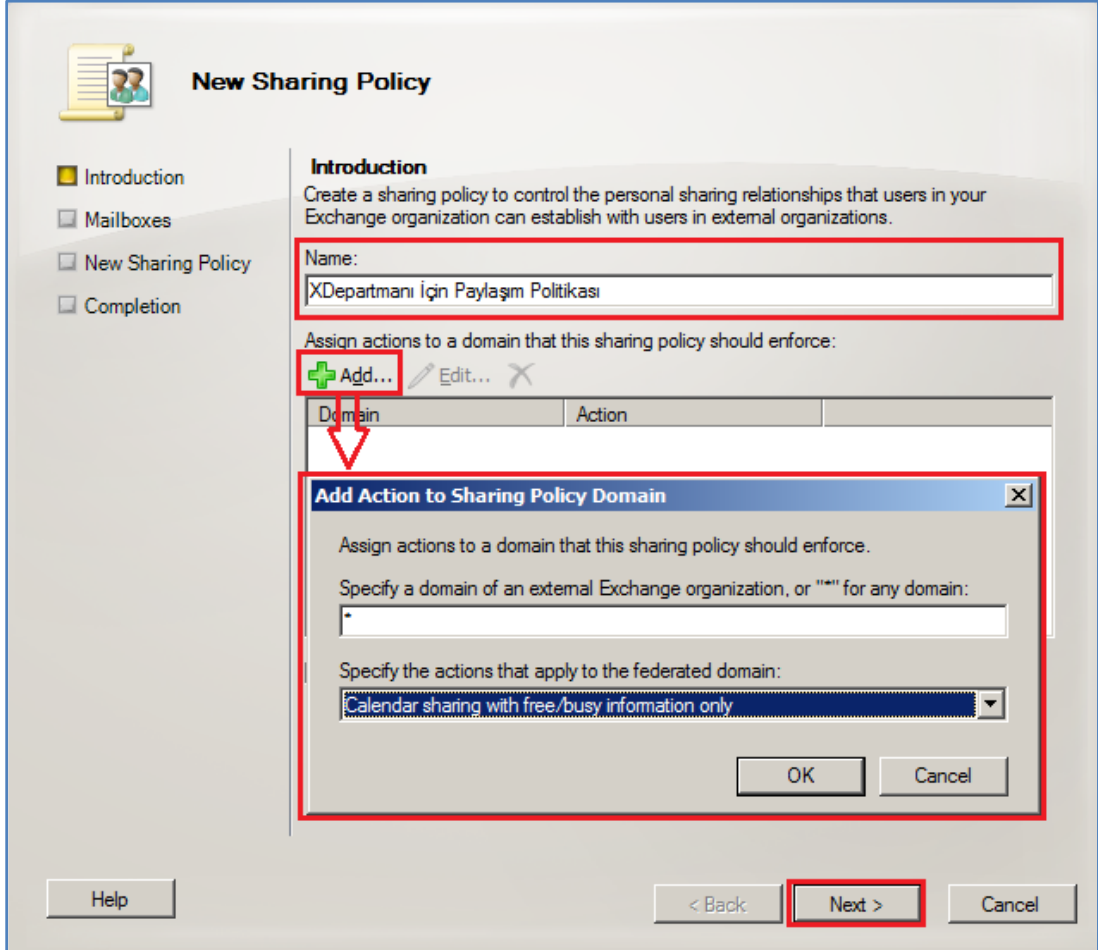 New Sharing Policy
Introduction
Mailboxes
New Sharing Policy
Completion
Introduction
Create a sharing policy to control the personal sharing relationships that users in your
Exchange organization can establish with users in external organizations.
Name:
XDepartmanı İçin Paylaşım Politikası
Assign actions to a domain that this sharing policy should enforce:
Add... Edit...
Domain Action
Add Action to Sharing Policy Domain
Assign actions to a domain that this sharing policy should enforce.
Specify a domain of an external Exchange organization, or "*" for any domain:
*
Specify the actions that apply to the federated domain:
Calendar sharing with free/busy information only
OK Cancel
Help < Back Next > Cancel